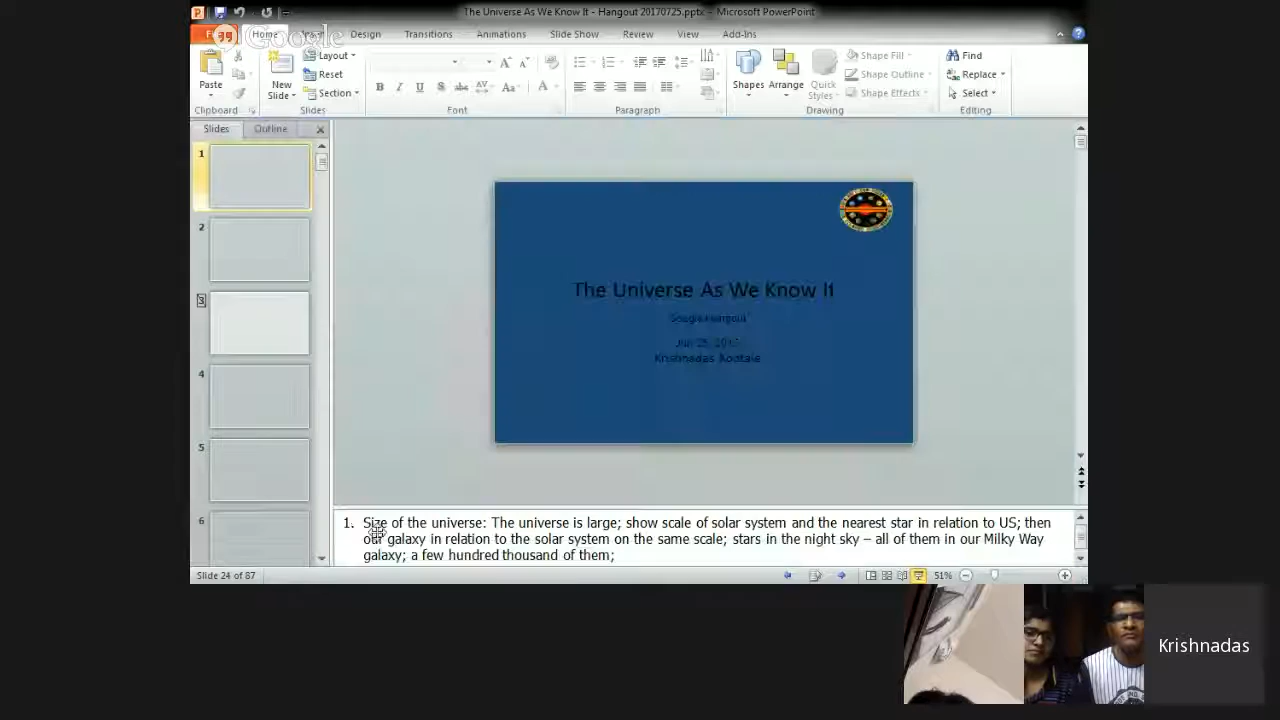 The Universe As We Know It - Hangout 20170725.pptx - Microsoft PowerPoint
Google
Home Design Transitions Animations Slide Show Review View Add-Ins
Paste
New Slide
Layout
Reset
Section
Shapes Arrange Quick Styles
Shape Fill
Shape Outline
Shape Effects
Find
Replace
Select
Clipboard Slides Font Paragraph Drawing Editing
Slides Outline
1
2
3
4
5
6
The Universe As We Know It
Google Hangout
Krishnadas Kootale
1. Size of the universe: The universe is large; show scale of solar system and the nearest star in relation to US; then
our galaxy in relation to the solar system on the same scale; stars in the night sky – all of them in our Milky Way
galaxy; a few hundred thousand of them;
Slide 24 of 87
51%
Krishnadas